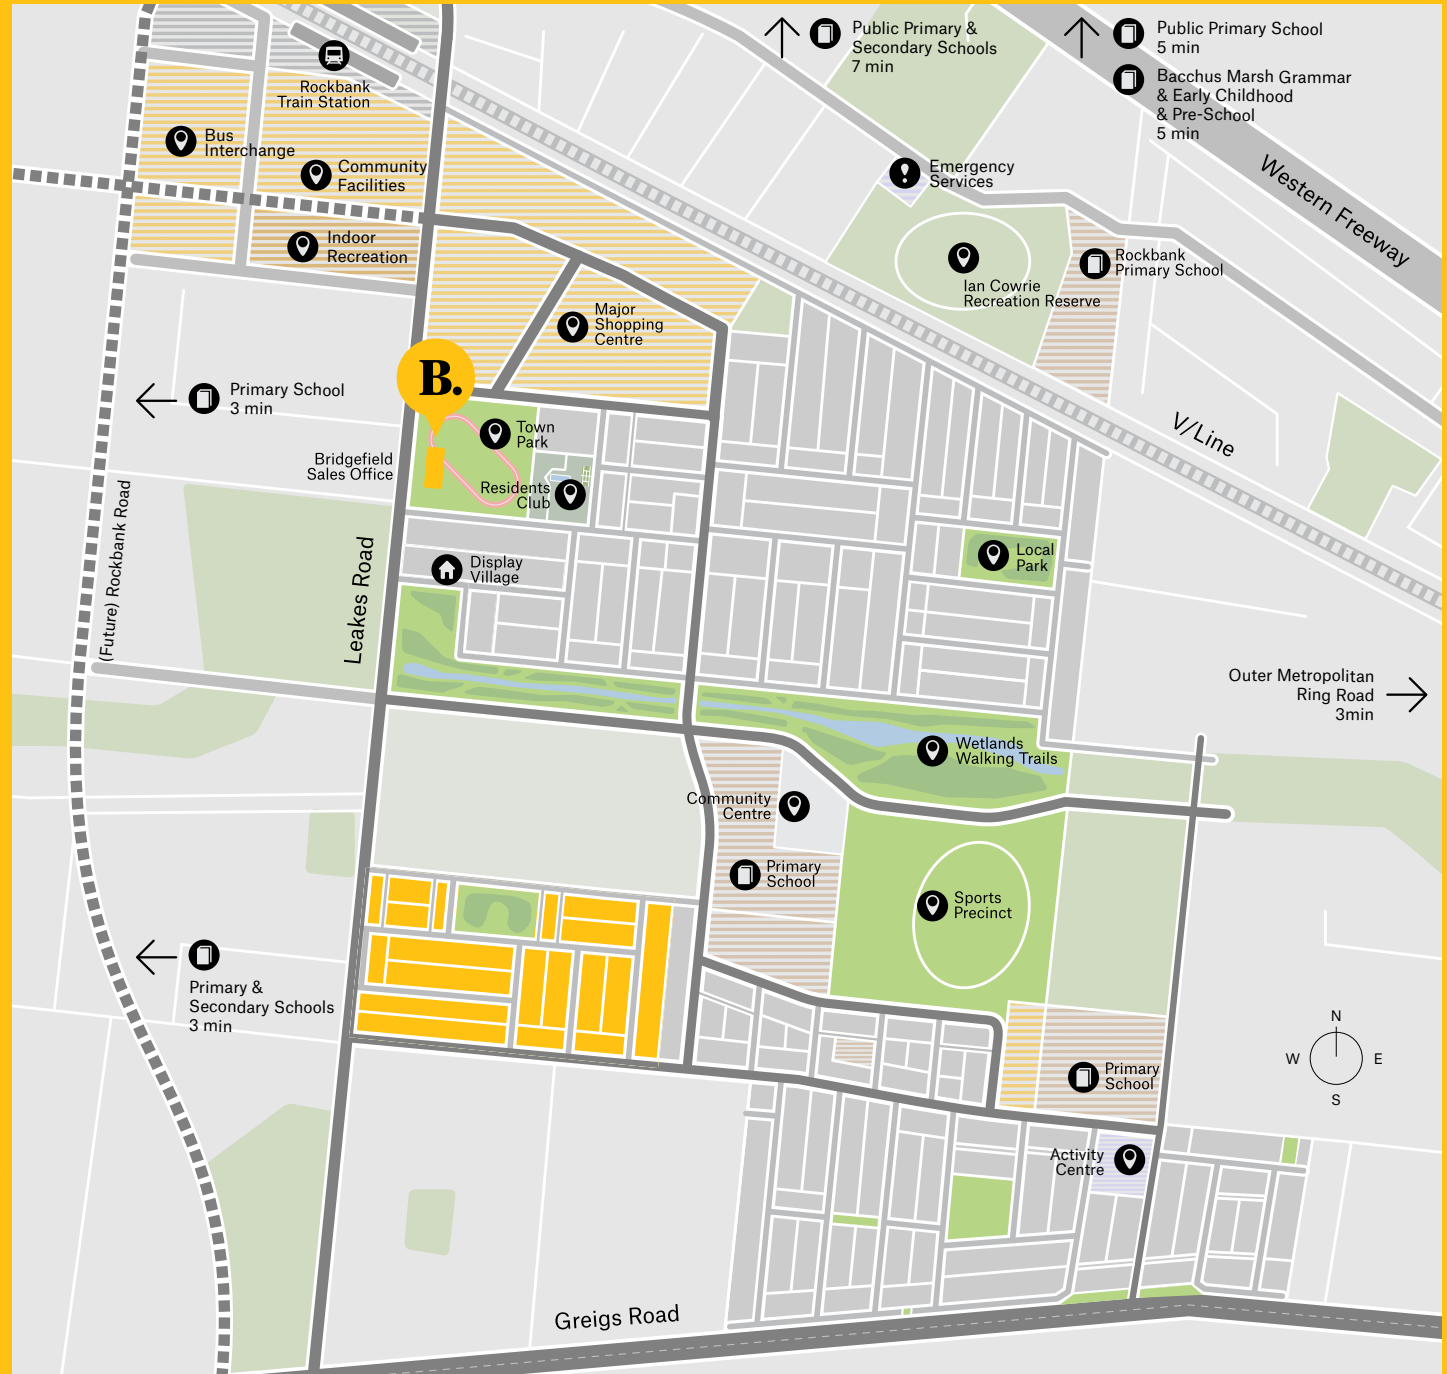 Public Primary &
Secondary Schools
7 min
Public Primary School
5 min
Bacchus Marsh Grammar
& Early Childhood
& Pre-School
5 min
Rockbank
Train Station
Bus
Interchange
Community
Facilities
Emergency
Services
Western Freeway
Indoor
Recreation
Ian Cowrie
Recreation Reserve
Rockbank
Primary School
Major
Shopping
Centre
B.
Primary School
3 min
Town
Park
V/Line
Bridgefield
Sales Office
Residents
Club
(Future) Rockbank Road
Leakes Road
Display
Village
Local
Park
Outer Metropolitan
Ring Road
3min
Wetlands
Walking Trails
Community
Centre
Primary
School
Sports
Precinct
Primary &
Secondary Schools
3 min
N
W
E
S
Primary
School
Activity
Centre
Greigs Road